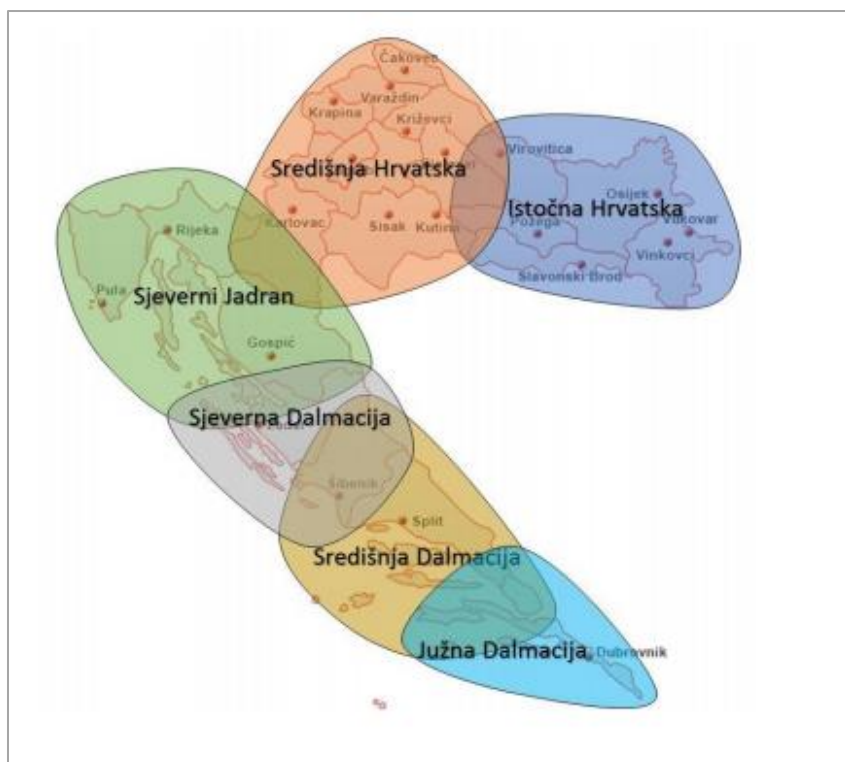 Čakovec
Varaždin
Krapina
Križevci
Virovitica
Središnja Hrvatska
Osijek
Istočna Hrvatska
Karlovac
Sisak
Kutina
Vukovar
Rijeka
Požega
Vinkovci
Slavonski Brod
Sjeverni Jadran
Pula
Gospić
Sjeverna Dalmacija
Šibenik
Split
Središnja Dalmacija
Južna Dalmacija
Dubrovnik